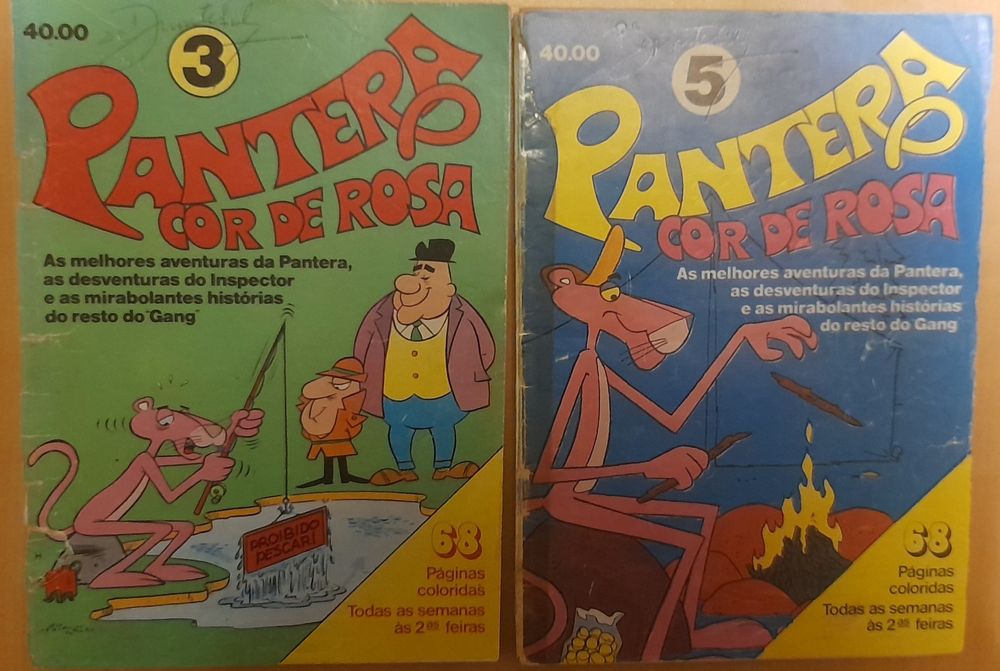 40.00
3
PANTERA
COR DE ROSA
As melhores aventuras da Pantera,
as desventuras do Inspector
e as mirabolantes histórias
do resto do "Gang"
PROIBIDO
PESCAR!
68
Páginas
coloridas
Todas as semanas
às 2as feiras
40.00
5
PANTERA
COR DE ROSA
As melhores aventuras da Pantera,
as desventuras do Inspector
e as mirabolantes histórias
do resto do Gang
68
Páginas
coloridas
Todas as semanas
às 2as feiras